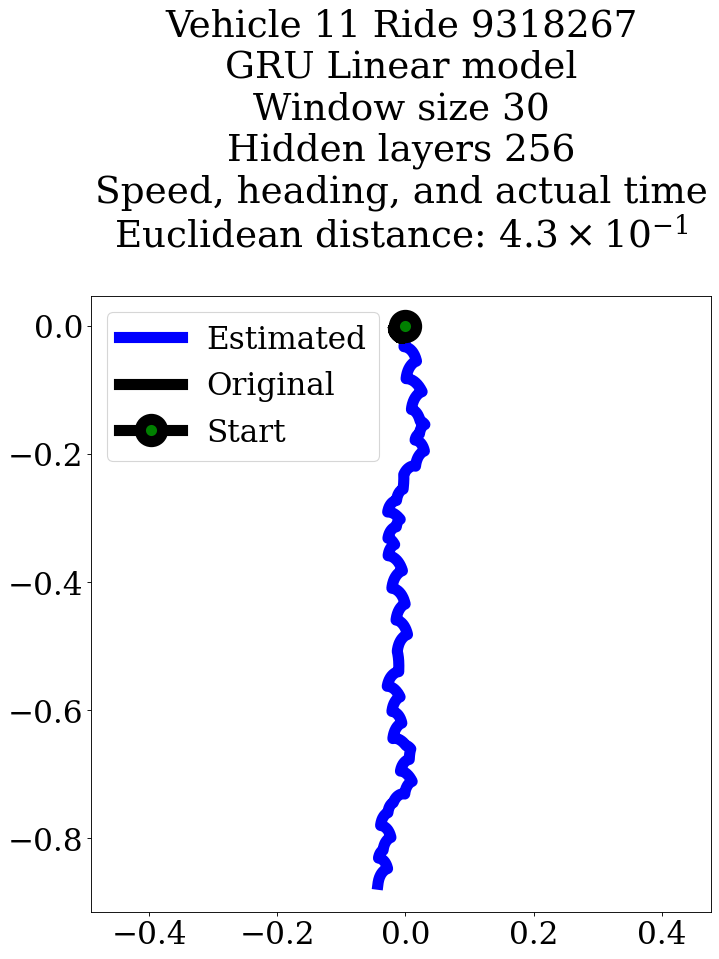 Vehicle 11 Ride 9318267
GRU Linear model
Window size 30
Hidden layers 256
Speed, heading, and actual time
Euclidean distance: 4.3 × 10⁻¹
Estimated
Original
Start
0.0
−0.2
−0.4
−0.6
−0.8
−0.4 −0.2 0.0 0.2 0.4